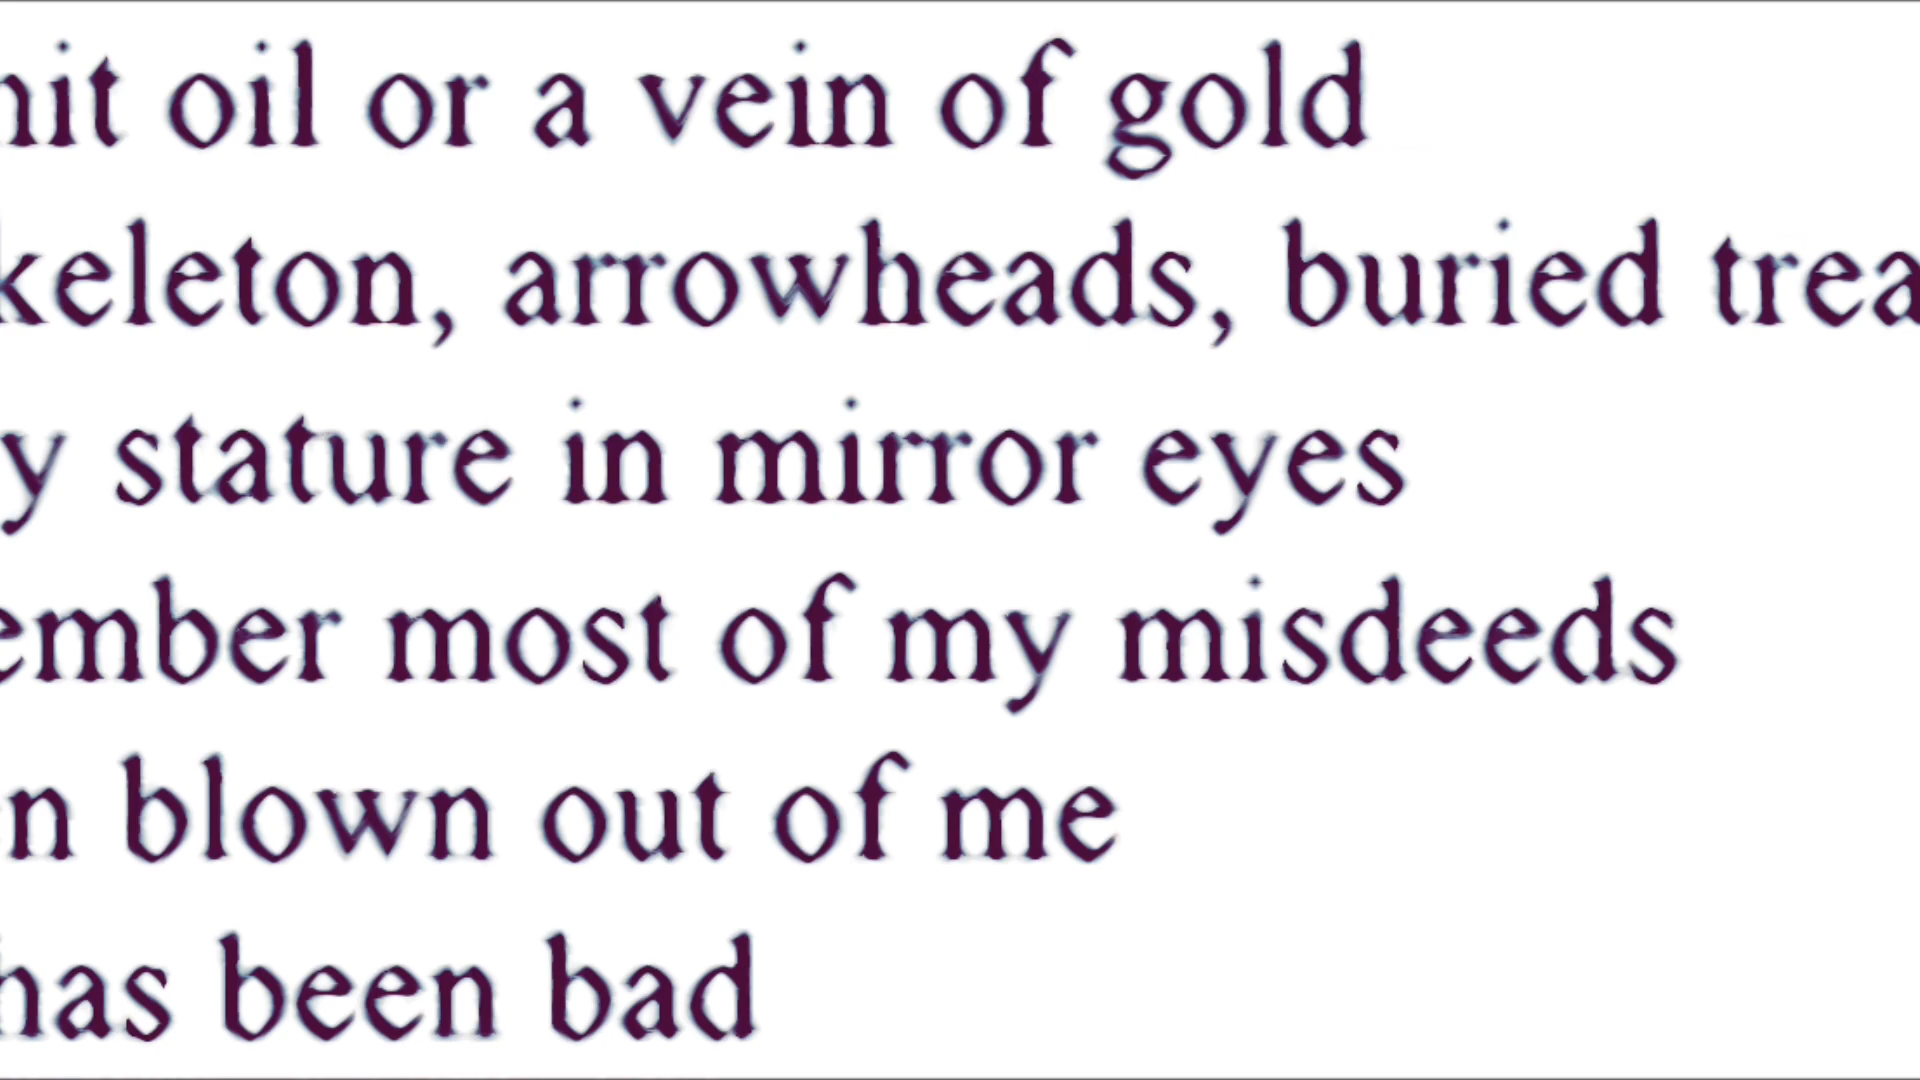 hit oil or a vein of gold
keleton, arrowheads, buried trea
y stature in mirror eyes
ember most of my misdeeds
n blown out of me
has been bad